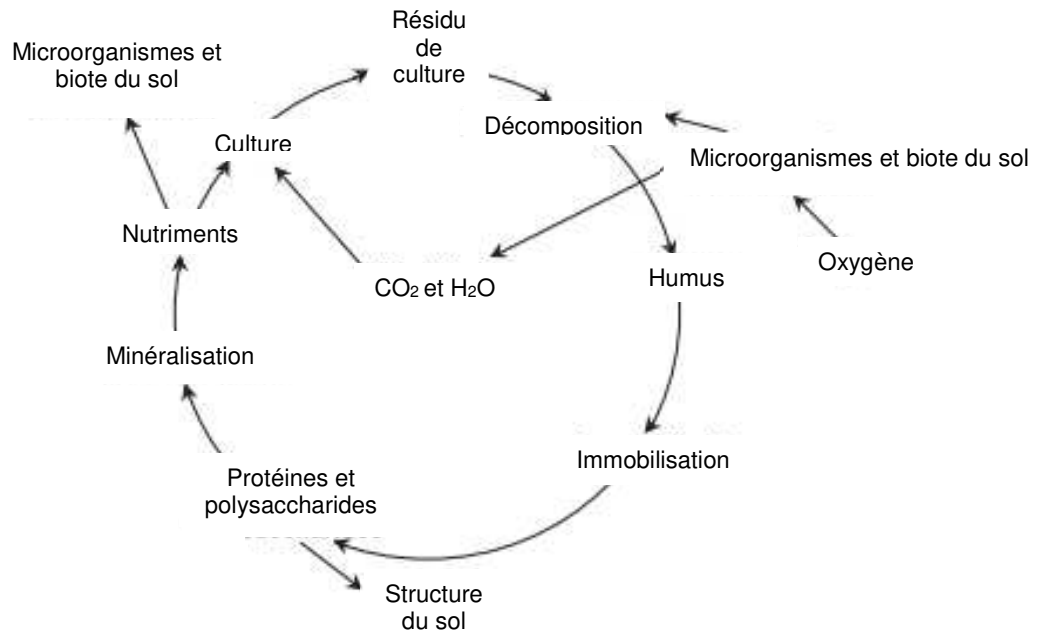 Résidu
de
culture
Microorganismes et
biote du sol
Décomposition
Culture
Microorganismes et biote du sol
Nutriments
Oxygène
Humus
CO₂ et H₂O
Minéralisation
Immobilisation
Protéines et
polysaccharides
Structure
du sol